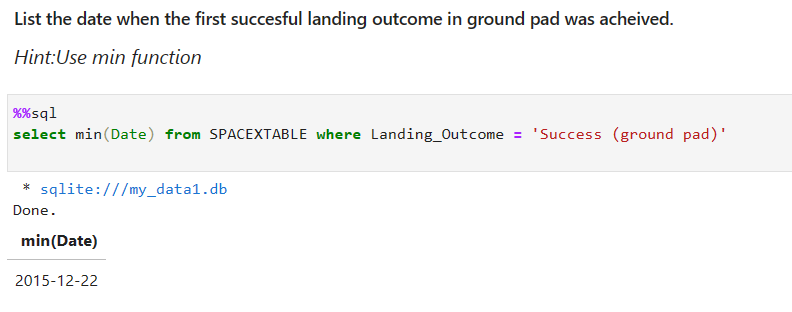 List the date when the first succesful landing outcome in ground pad was acheived.
Hint:Use min function
%%sql
select min(Date) from SPACEXTABLE where Landing_Outcome = 'Success (ground pad)'
* sqlite:///my_data1.db
Done.
min(Date)
2015-12-22